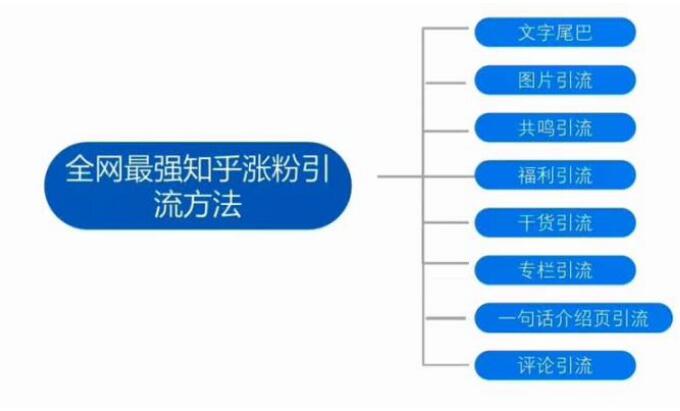 全网最强知乎涨粉引
流方法
文字尾巴
图片引流
共鸣引流
福利引流
干货引流
专栏引流
一句话介绍页引流
评论引流